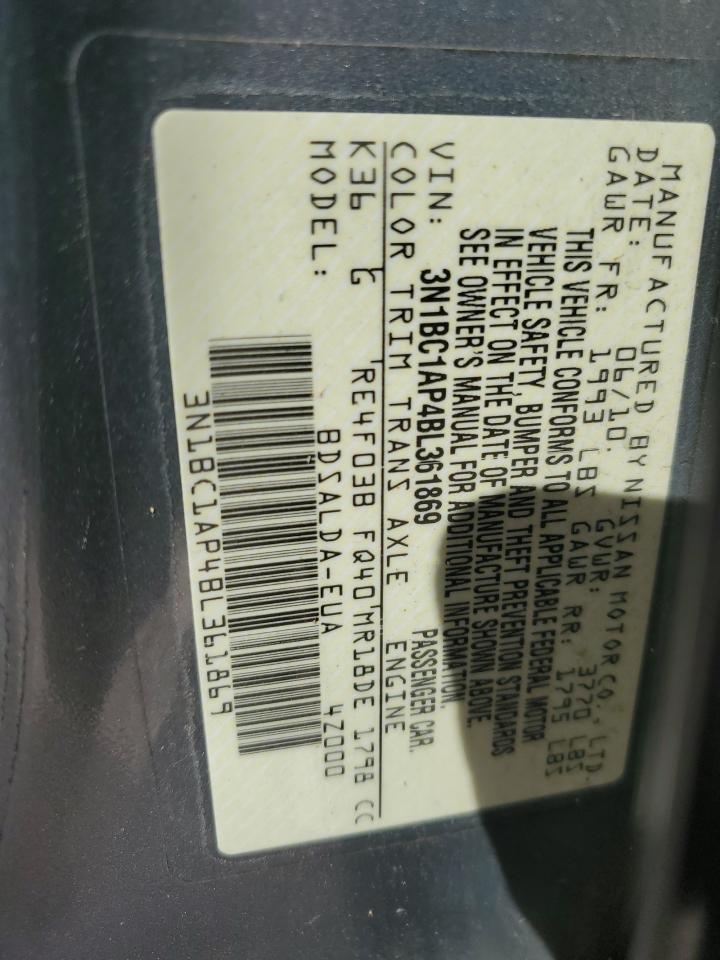 MANUFACTURED BY NISSAN MOTOR CO., LTD.
DATE: 06/10. GVWR: 3770 LBS
GAWR FR: 1993 LBS GAWR RR: 1795 LBS
THIS VEHICLE CONFORMS TO ALL APPLICABLE FEDERAL MOTOR
VEHICLE SAFETY, BUMPER AND THEFT PREVENTION STANDARDS
IN EFFECT ON THE DATE OF MANUFACTURE SHOWN ABOVE.
SEE OWNER'S MANUAL FOR ADDITIONAL INFORMATION.
VIN: 3N1BC1AP4BL361869 PASSENGER CAR.
COLOR TRIM TRANS AXLE ENGINE
K36 G RE4F03B FQ40 MR18DE 1798 CC
MODEL: BDSALDA-EUA 4Z000
3N1BC1AP4BL361869